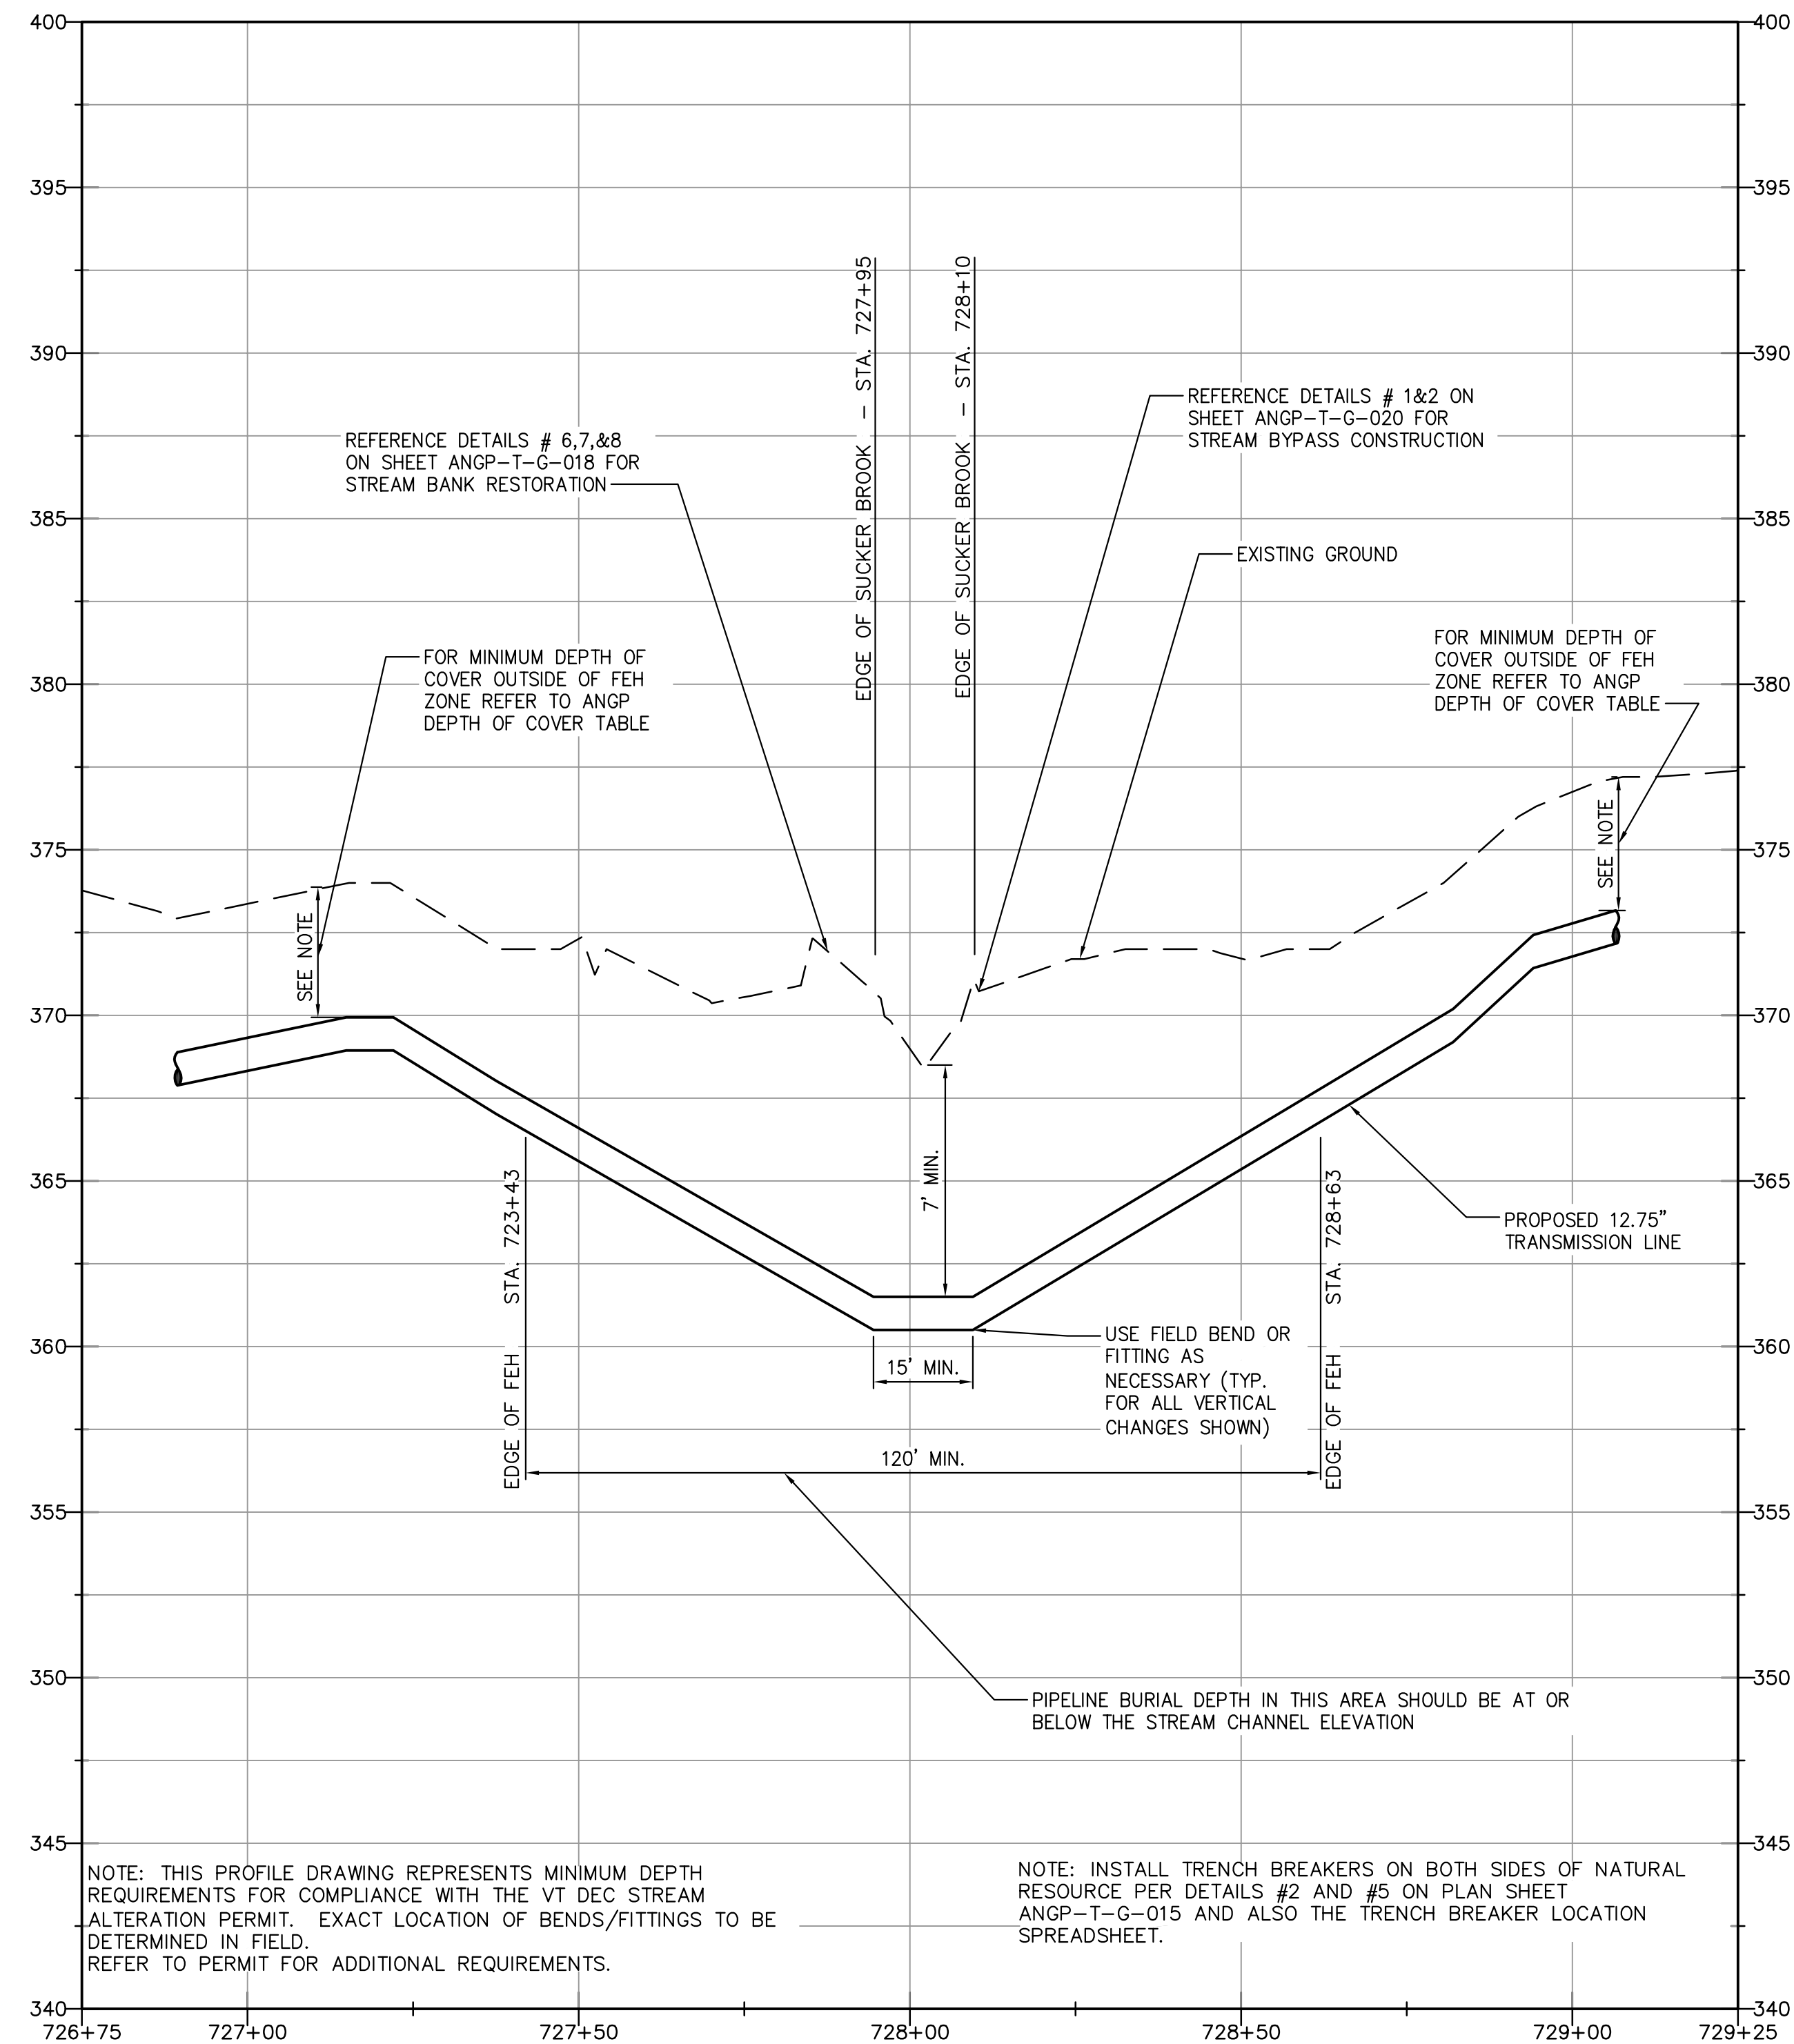 400
395
390
385
380
375
370
365
360
355
350
345
340
400
395
390
385
380
375
370
365
360
355
350
345
340
EDGE OF SUCKER BROOK - STA. 727+95
EDGE OF SUCKER BROOK - STA. 728+10
REFERENCE DETAILS # 1&2 ON
SHEET ANGP-T-G-020 FOR
STREAM BYPASS CONSTRUCTION
REFERENCE DETAILS # 6,7,&8
ON SHEET ANGP-T-G-018 FOR
STREAM BANK RESTORATION
EXISTING GROUND
FOR MINIMUM DEPTH OF
COVER OUTSIDE OF FEH
ZONE REFER TO ANGP
DEPTH OF COVER TABLE
FOR MINIMUM DEPTH OF
COVER OUTSIDE OF FEH
ZONE REFER TO ANGP
DEPTH OF COVER TABLE
SEE NOTE
SEE NOTE
7' MIN.
EDGE OF FEH STA. 723+43
EDGE OF FEH STA. 728+63
PROPOSED 12.75"
TRANSMISSION LINE
15' MIN.
USE FIELD BEND OR
FITTING AS
NECESSARY (TYP.
FOR ALL VERTICAL
CHANGES SHOWN)
120' MIN.
PIPELINE BURIAL DEPTH IN THIS AREA SHOULD BE AT OR
BELOW THE STREAM CHANNEL ELEVATION
NOTE: THIS PROFILE DRAWING REPRESENTS MINIMUM DEPTH
REQUIREMENTS FOR COMPLIANCE WITH THE VT DEC STREAM
ALTERATION PERMIT. EXACT LOCATION OF BENDS/FITTINGS TO BE
DETERMINED IN FIELD.
REFER TO PERMIT FOR ADDITIONAL REQUIREMENTS.
NOTE: INSTALL TRENCH BREAKERS ON BOTH SIDES OF NATURAL
RESOURCE PER DETAILS #2 AND #5 ON PLAN SHEET
ANGP-T-G-015 AND ALSO THE TRENCH BREAKER LOCATION
SPREADSHEET.
726+75
727+00
727+50
728+00
728+50
729+00
729+25